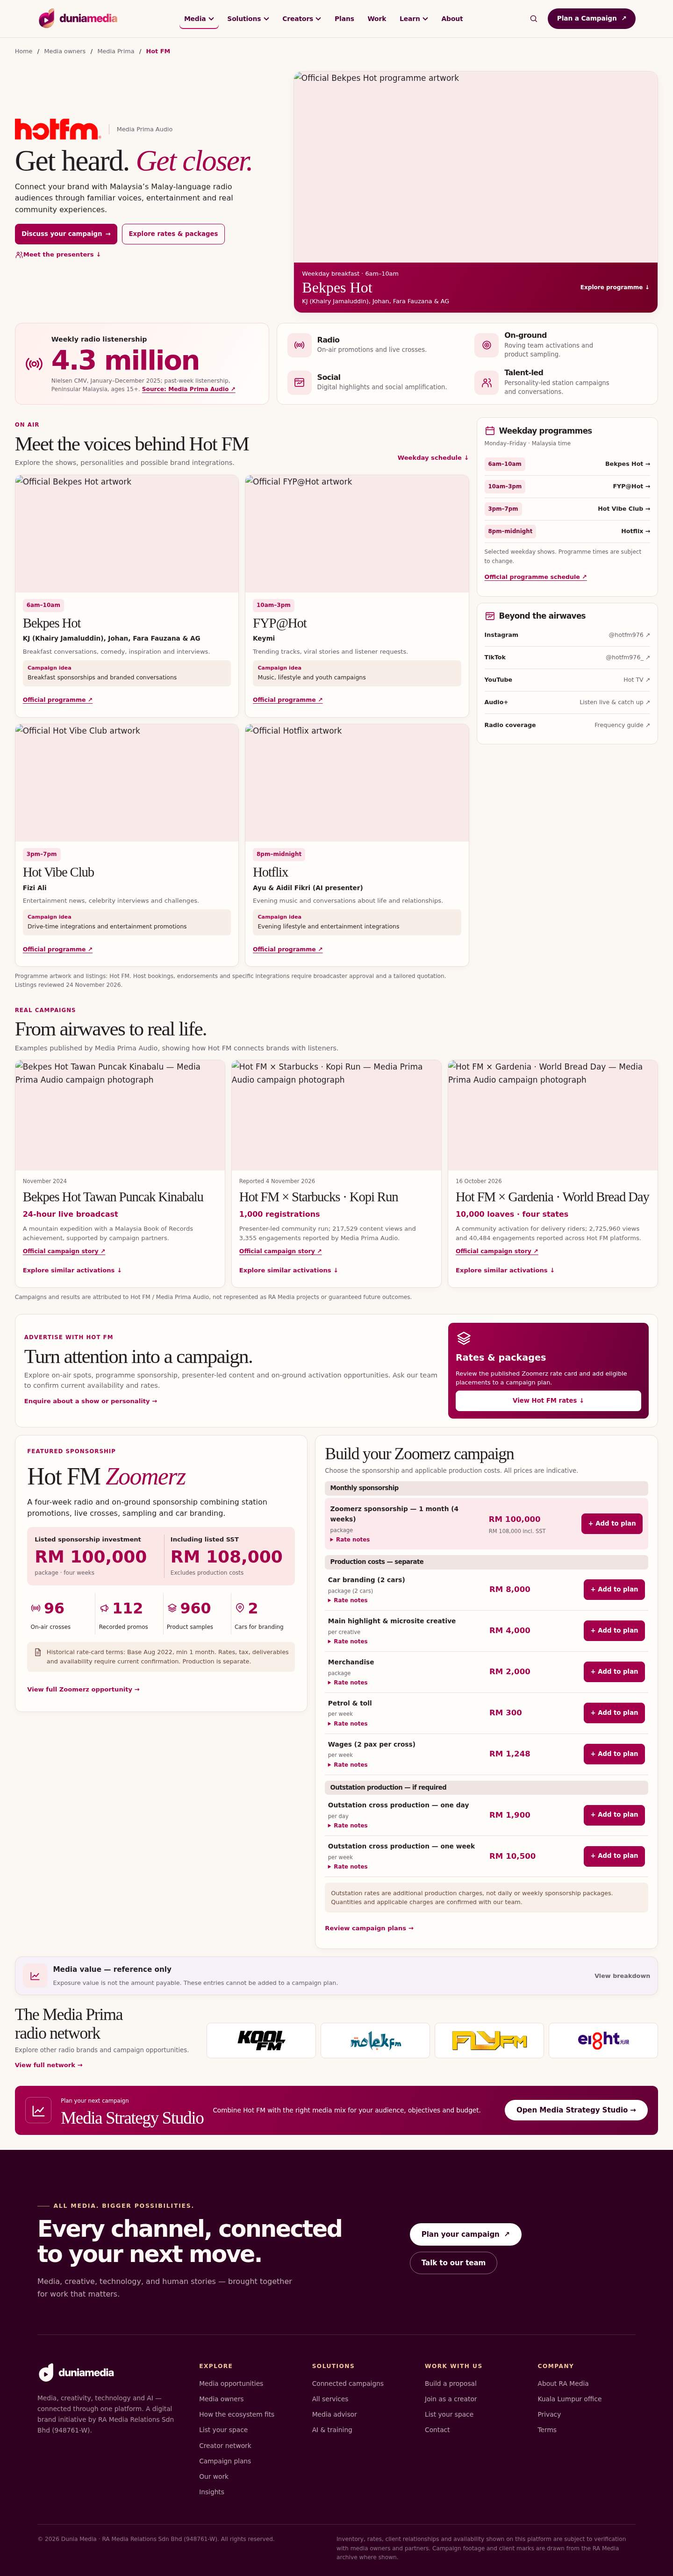 duniamedia
Media
Solutions
Creators
Plans
Work
Learn
About
Plan a Campaign ↗
Home / Media owners / Media Prima / Hot FM
hotfm
Media Prima Audio
Get heard. Get closer.
Connect your brand with Malaysia's Malay-language radio
audiences through familiar voices, entertainment and real
community experiences.
Discuss your campaign →
Explore rates & packages
Meet the presenters ↓
Official Bekpes Hot programme artwork
Weekday breakfast · 6am–10am
Bekpes Hot
KJ (Khairy Jamaluddin), Johan, Fara Fauzana & AG
Explore programme ↓
Weekly radio listenership
4.3 million
Nielsen CMV, January–December 2025; past-week listenership.
Peninsular Malaysia, ages 15+. Source: Media Prima Audio ↗
Radio
On-air promotions and live crosses.
On-ground
Roving team activations and
product sampling.
Social
Digital highlights and social amplification.
Talent-led
Personality-led station campaigns
and conversations.
ON AIR
Meet the voices behind Hot FM
Explore the shows, personalities and possible brand integrations.
Weekday schedule ↓
Official Bekpes Hot artwork
6am–10am
Bekpes Hot
KJ (Khairy Jamaluddin), Johan, Fara Fauzana & AG
Breakfast conversations, comedy, inspiration and interviews.
Campaign idea
Breakfast sponsorships and branded conversations
Official programme ↗
Official FYP@Hot artwork
10am–3pm
FYP@Hot
Keymi
Trending tracks, viral stories and listener requests.
Campaign idea
Music, lifestyle and youth campaigns
Official programme ↗
Official Hot Vibe Club artwork
3pm–7pm
Hot Vibe Club
Fizi Ali
Entertainment news, celebrity interviews and challenges.
Campaign idea
Drive-time integrations and entertainment promotions
Official programme ↗
Official Hotflix artwork
8pm–midnight
Hotflix
Ayu & Aidil Fikri (AI presenter)
Evening music and conversations about life and relationships.
Campaign idea
Evening lifestyle and entertainment integrations
Official programme ↗
Programme artwork and listings: Hot FM. Host bookings, endorsements and specific integrations require broadcaster approval and a tailored quotation.
Listings reviewed 24 November 2026.
Weekday programmes
Monday–Friday · Malaysia time
6am–10am
Bekpes Hot →
10am–3pm
FYP@Hot →
3pm–7pm
Hot Vibe Club →
8pm–midnight
Hotflix →
Selected weekday shows. Programme times are subject
to change.
Official programme schedule ↗
Beyond the airwaves
Instagram
@hotfm976 ↗
TikTok
@hotfm976_ ↗
YouTube
Hot TV ↗
Audio+
Listen live & catch up ↗
Radio coverage
Frequency guide ↗
REAL CAMPAIGNS
From airwaves to real life.
Examples published by Media Prima Audio, showing how Hot FM connects brands with listeners.
Bekpes Hot Tawan Puncak Kinabalu — Media
Prima Audio campaign photograph
November 2024
Bekpes Hot Tawan Puncak Kinabalu
24-hour live broadcast
A mountain expedition with a Malaysia Book of Records
achievement, supported by campaign partners.
Official campaign story ↗
Explore similar activations ↓
Hot FM × Starbucks · Kopi Run — Media Prima
Audio campaign photograph
Reported 4 November 2026
Hot FM × Starbucks · Kopi Run
1,000 registrations
Presenter-led community run; 217,529 content views and
3,355 engagements reported by Media Prima Audio.
Official campaign story ↗
Explore similar activations ↓
Hot FM × Gardenia · World Bread Day — Media
Prima Audio campaign photograph
16 October 2026
Hot FM × Gardenia · World Bread Day
10,000 loaves · four states
A community activation for delivery riders; 2,725,960 views
and 40,484 engagements reported across Hot FM platforms.
Official campaign story ↗
Explore similar activations ↓
Campaigns and results are attributed to Hot FM / Media Prima Audio, not represented as RA Media projects or guaranteed future outcomes.
ADVERTISE WITH HOT FM
Turn attention into a campaign.
Explore on-air spots, programme sponsorship, presenter-led content and on-ground activation opportunities. Ask our team
to confirm current availability and rates.
Enquire about a show or personality →
Rates & packages
Review the published Zoomerz rate card and add eligible
placements to a campaign plan.
View Hot FM rates ↓
FEATURED SPONSORSHIP
Hot FM Zoomerz
A four-week radio and on-ground sponsorship combining station
promotions, live crosses, sampling and car branding.
Listed sponsorship investment
RM 100,000
package · four weeks
Including listed SST
RM 108,000
Excludes production costs
96
On-air crosses
112
Recorded promos
960
Product samples
2
Cars for branding
Historical rate-card terms: Base Aug 2022, min 1 month. Rates, tax, deliverables
and availability require current confirmation. Production is separate.
View full Zoomerz opportunity →
Build your Zoomerz campaign
Choose the sponsorship and applicable production costs. All prices are indicative.
Monthly sponsorship
Zoomerz sponsorship — 1 month (4
weeks)
package
▸ Rate notes
RM 100,000
RM 108,000 incl. SST
+ Add to plan
Production costs — separate
Car branding (2 cars)
package (2 cars)
▸ Rate notes
RM 8,000
+ Add to plan
Main highlight & microsite creative
per creative
▸ Rate notes
RM 4,000
+ Add to plan
Merchandise
package
▸ Rate notes
RM 2,000
+ Add to plan
Petrol & toll
per week
▸ Rate notes
RM 300
+ Add to plan
Wages (2 pax per cross)
per week
▸ Rate notes
RM 1,248
+ Add to plan
Outstation production — if required
Outstation cross production — one day
per day
▸ Rate notes
RM 1,900
+ Add to plan
Outstation cross production — one week
per week
▸ Rate notes
RM 10,500
+ Add to plan
Outstation rates are additional production charges, not daily or weekly sponsorship packages.
Quantities and applicable charges are confirmed with our team.
Review campaign plans →
Media value — reference only
Exposure value is not the amount payable. These entries cannot be added to a campaign plan.
View breakdown
The Media Prima
radio network
Explore other radio brands and campaign opportunities.
View full network →
KOOL
FM
molekfm
FLYFM
eight
Plan your next campaign
Media Strategy Studio
Combine Hot FM with the right media mix for your audience, objectives and budget.
Open Media Strategy Studio →
ALL MEDIA. BIGGER POSSIBILITIES.
Every channel, connected
to your next move.
Media, creative, technology, and human stories — brought together
for work that matters.
Plan your campaign ↗
Talk to our team
duniamedia
Media, creativity, technology and AI —
connected through one platform. A digital
brand initiative by RA Media Relations Sdn
Bhd (948761-W).
EXPLORE
Media opportunities
Media owners
How the ecosystem fits
List your space
Creator network
Campaign plans
Our work
Insights
SOLUTIONS
Connected campaigns
All services
Media advisor
AI & training
WORK WITH US
Build a proposal
Join as a creator
List your space
Contact
COMPANY
About RA Media
Kuala Lumpur office
Privacy
Terms
© 2026 Dunia Media · RA Media Relations Sdn Bhd (948761-W). All rights reserved.
Inventory, rates, client relationships and availability shown on this platform are subject to verification
with media owners and partners. Campaign footage and client marks are drawn from the RA Media
archive where shown.